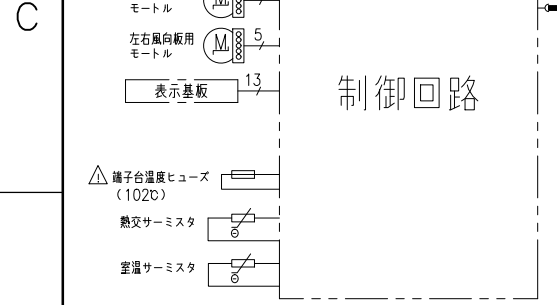 C
モートル
M
左右風向板用
モートル
M
5
表示基板
13
制御回路
端子台温度ヒューズ
（102℃）
熱交サーミスタ
室温サーミスタ